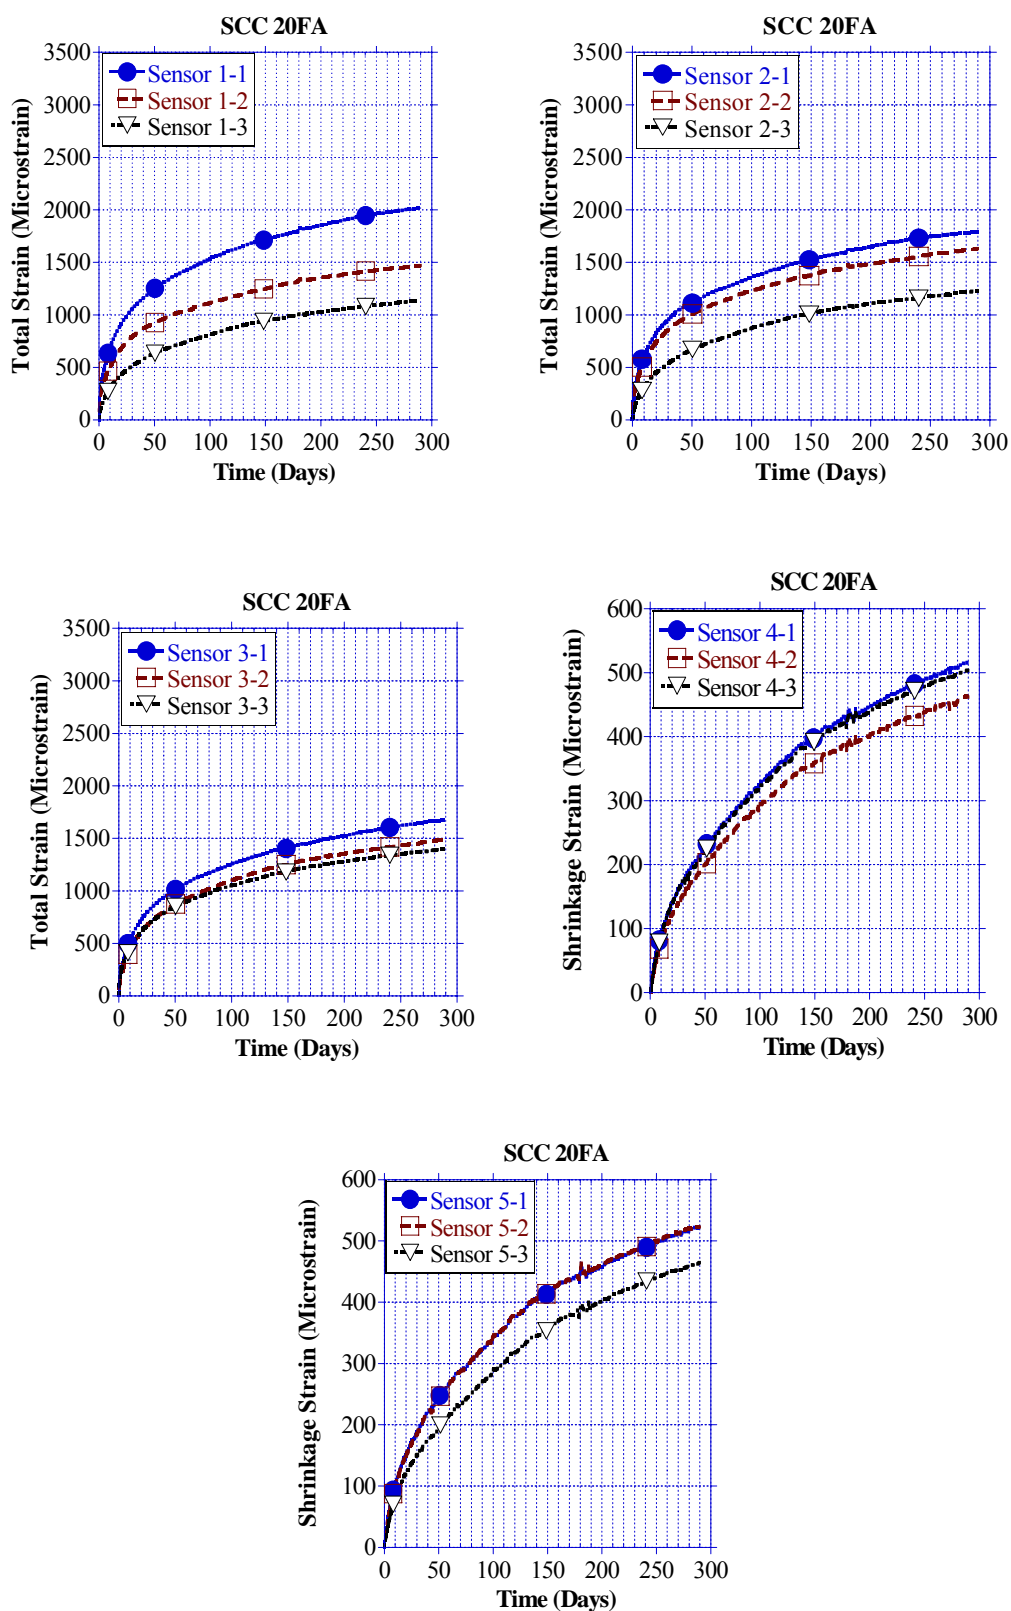 SCC 20FA
3500
3000
2500
2000
1500
1000
500
0
Sensor 1-1
Sensor 1-2
Sensor 1-3
Total Strain (Microstrain)
0 50 100 150 200 250 300
Time (Days)
SCC 20FA
3500
3000
2500
2000
1500
1000
500
0
Sensor 2-1
Sensor 2-2
Sensor 2-3
Total Strain (Microstrain)
0 50 100 150 200 250 300
Time (Days)
SCC 20FA
3500
3000
2500
2000
1500
1000
500
0
Sensor 3-1
Sensor 3-2
Sensor 3-3
Total Strain (Microstrain)
0 50 100 150 200 250 300
Time (Days)
SCC 20FA
600
500
400
300
200
100
0
Sensor 4-1
Sensor 4-2
Sensor 4-3
Shrinkage Strain (Microstrain)
0 50 100 150 200 250 300
Time (Days)
SCC 20FA
600
500
400
300
200
100
0
Sensor 5-1
Sensor 5-2
Sensor 5-3
Shrinkage Strain (Microstrain)
0 50 100 150 200 250 300
Time (Days)